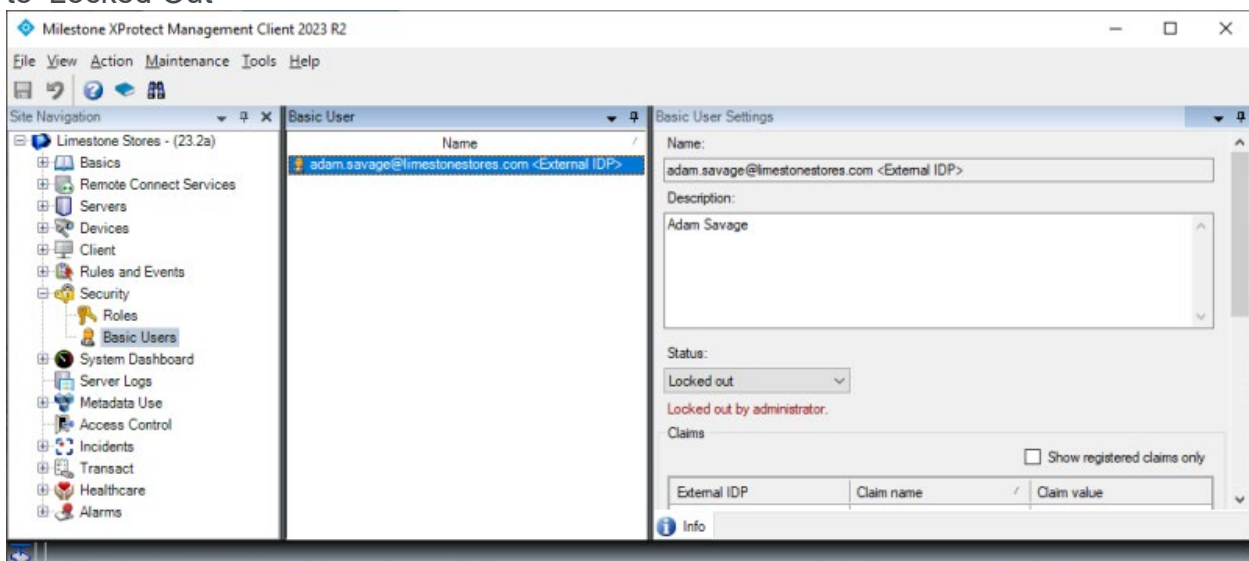 to "Locked Out"
Milestone XProtect Management Client 2023 R2
File View Action Maintenance Tools Help
Site Navigation
Limestone Stores - (23.2a)
Basics
Remote Connect Services
Servers
Devices
Client
Rules and Events
Security
Roles
Basic Users
System Dashboard
Server Logs
Metadata Use
Access Control
Incidents
Transact
Healthcare
Alarms
Basic User
Name
adam.savage@limestonestores.com <External IDP>
Basic User Settings
Name:
adam.savage@limestonestores.com <External IDP>
Description:
Adam Savage
Status:
Locked out
Locked out by administrator.
Claims
Show registered claims only
External IDP Claim name Claim value
Info